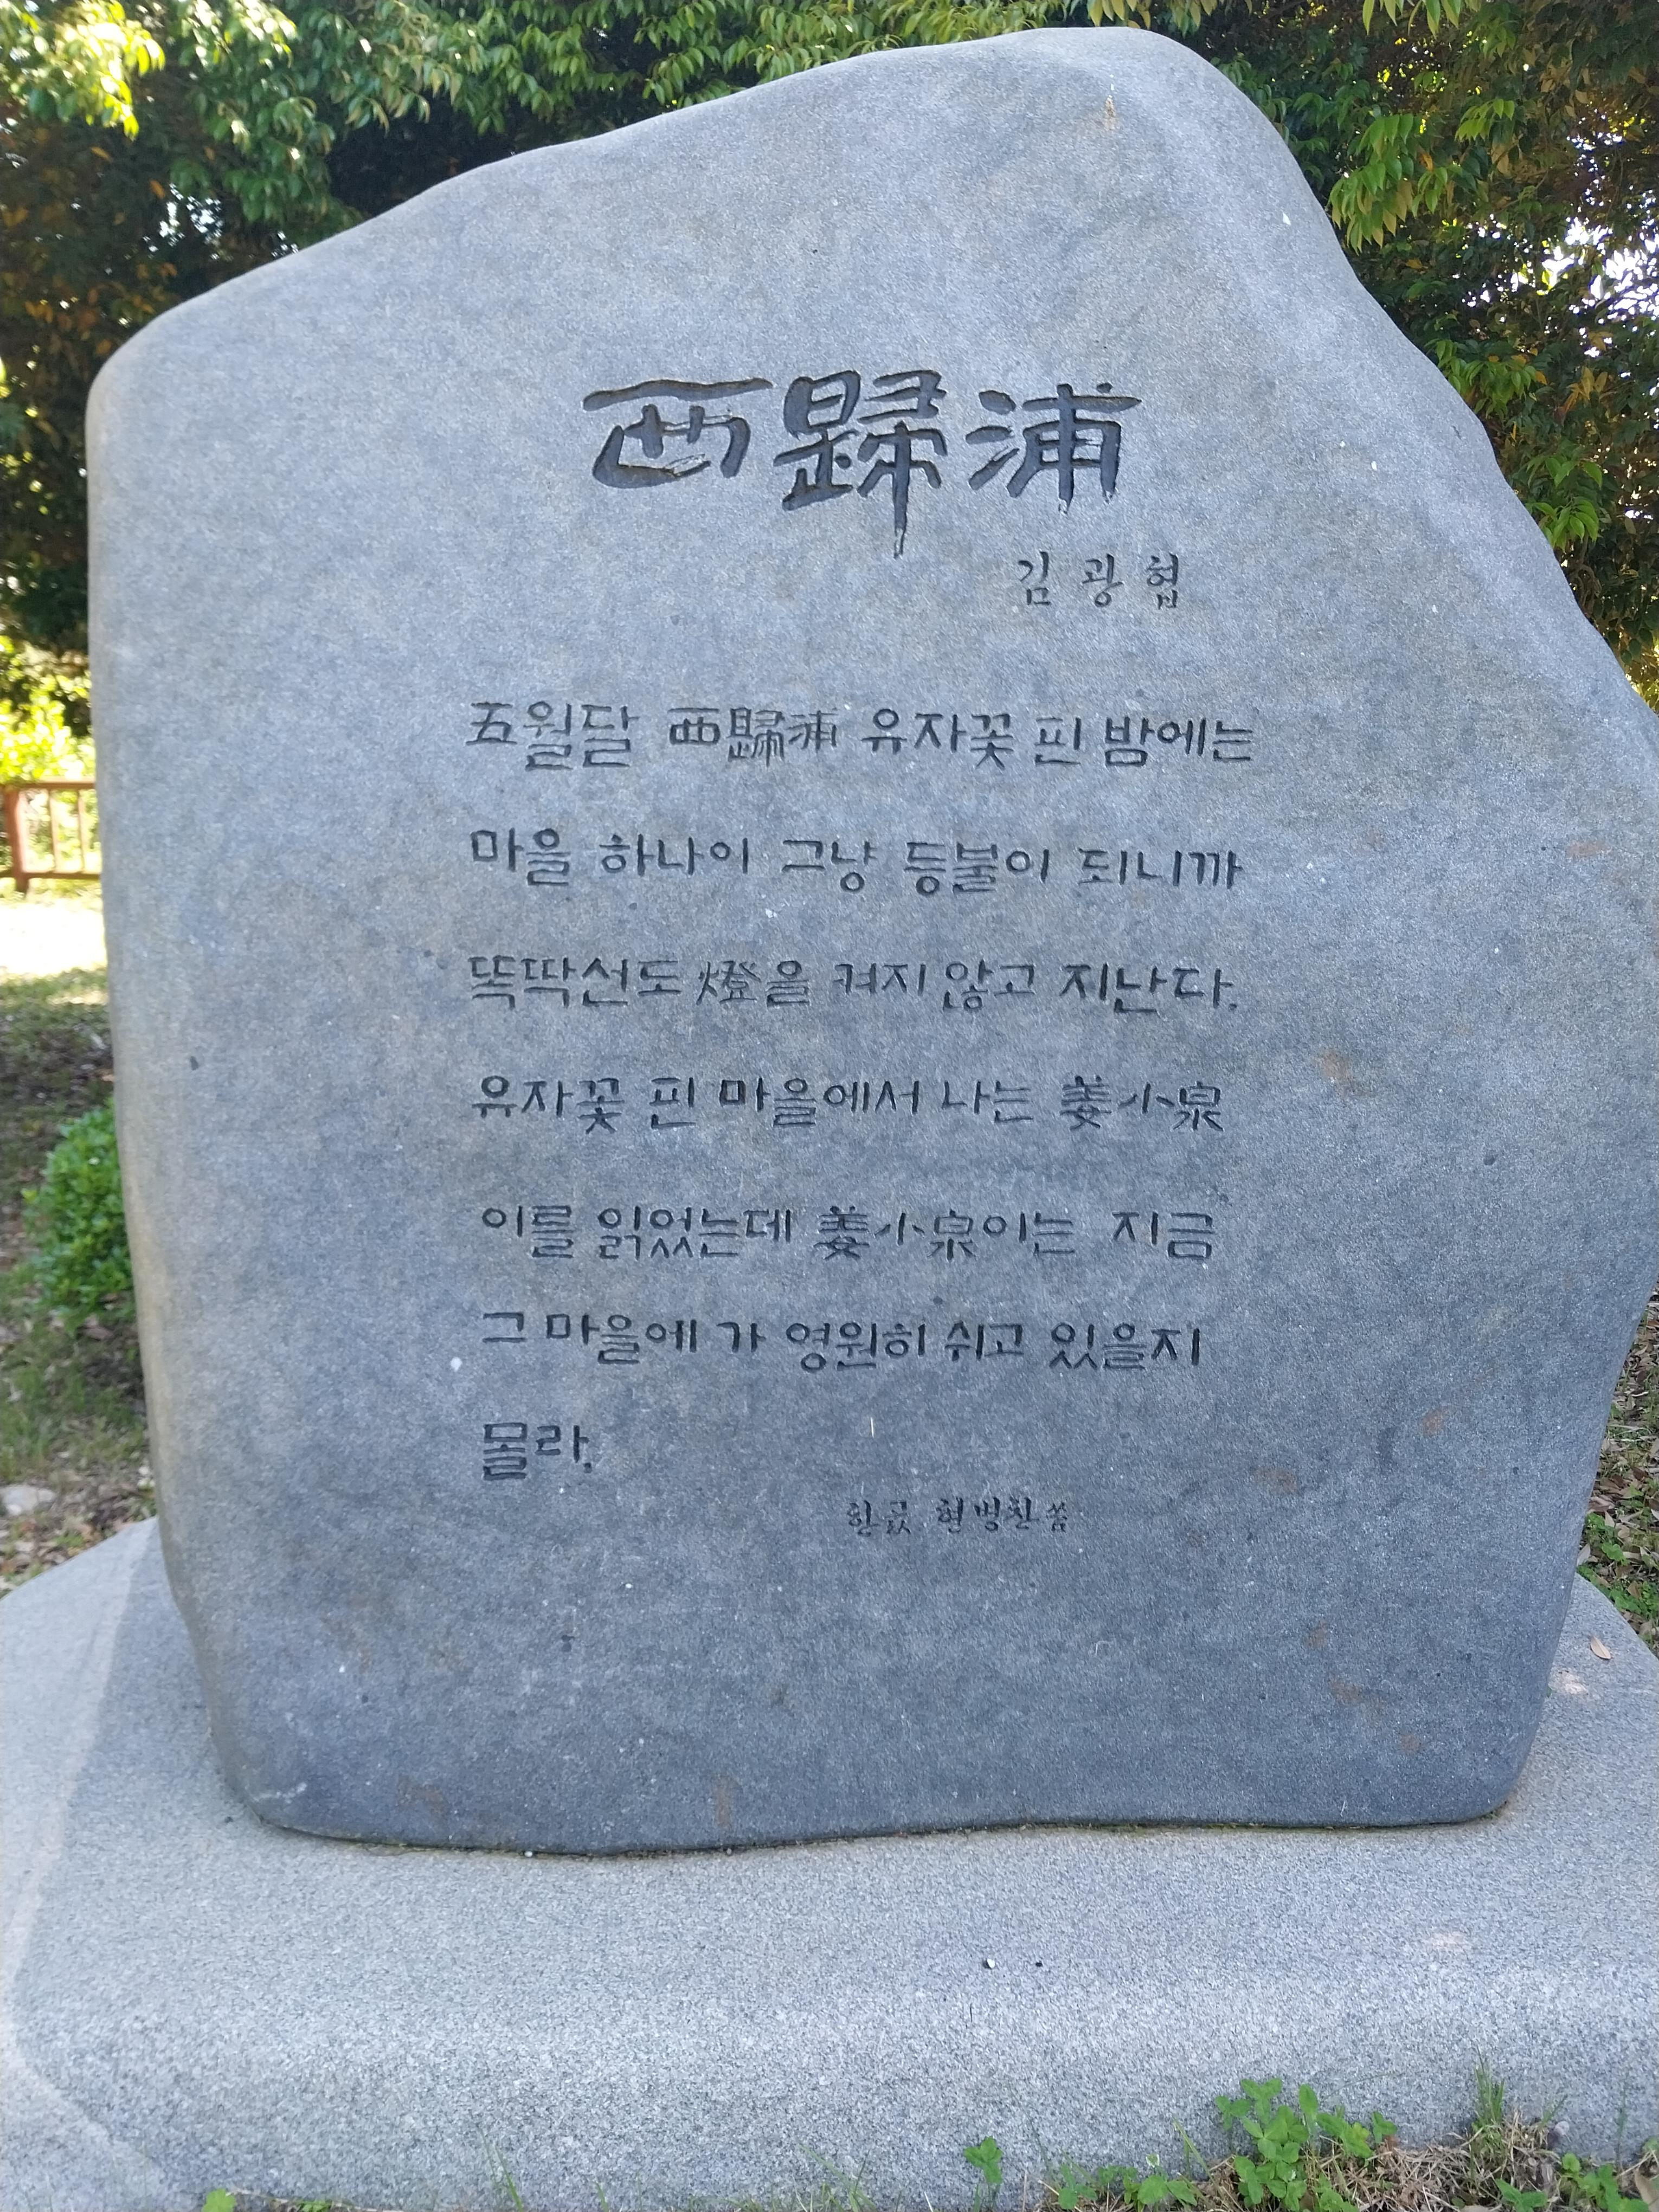 西歸浦
김광협
五월달 西歸浦 유자꽃 핀 밤에는
마을 하나이 그냥 등불이 되니까
똑딱선도 燈을 켜지 않고 지난다.
유자꽃 핀 마을에서 나는 姜小泉
이를 읽었는데 姜小泉이는 지금
그 마을에 가 영원히 쉬고 있을지
몰라.
한곬 현병찬 씀